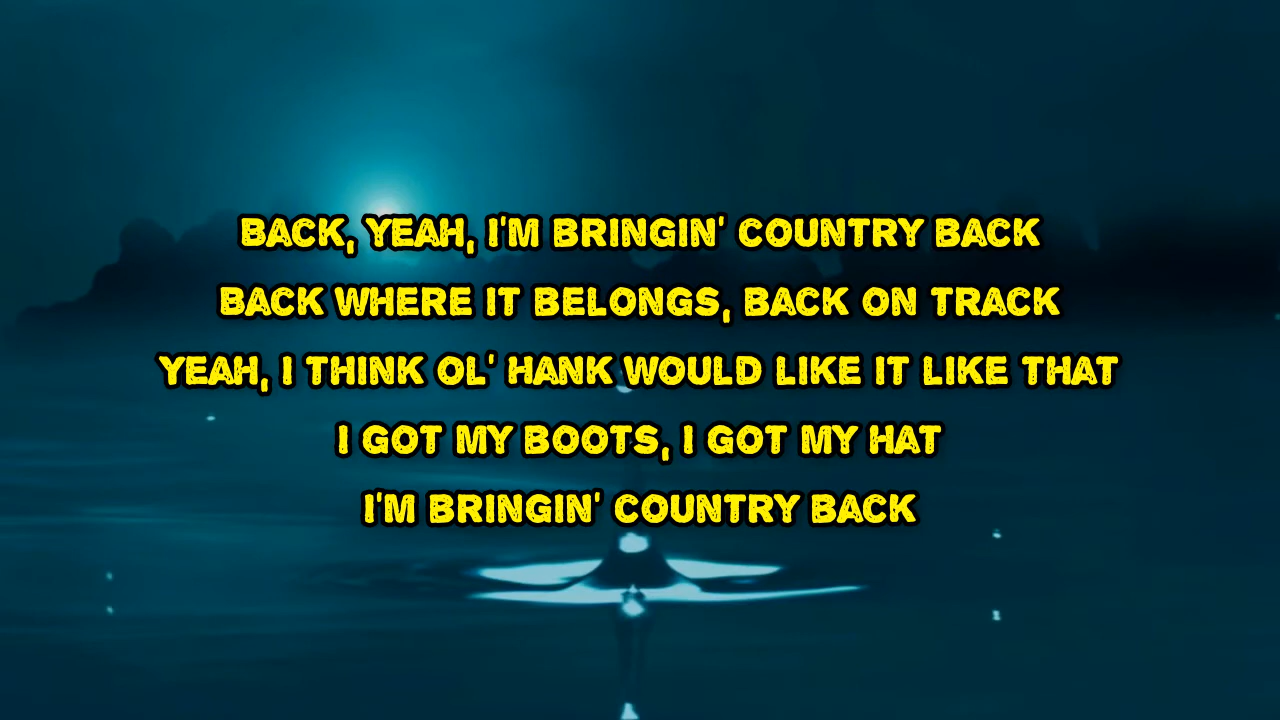 BACK, YEAH, I'M BRINGIN' COUNTRY BACK
BACK WHERE IT BELONGS, BACK ON TRACK
YEAH, I THINK OL' HANK WOULD LIKE IT LIKE THAT
I GOT MY BOOTS, I GOT MY HAT
I'M BRINGIN' COUNTRY BACK